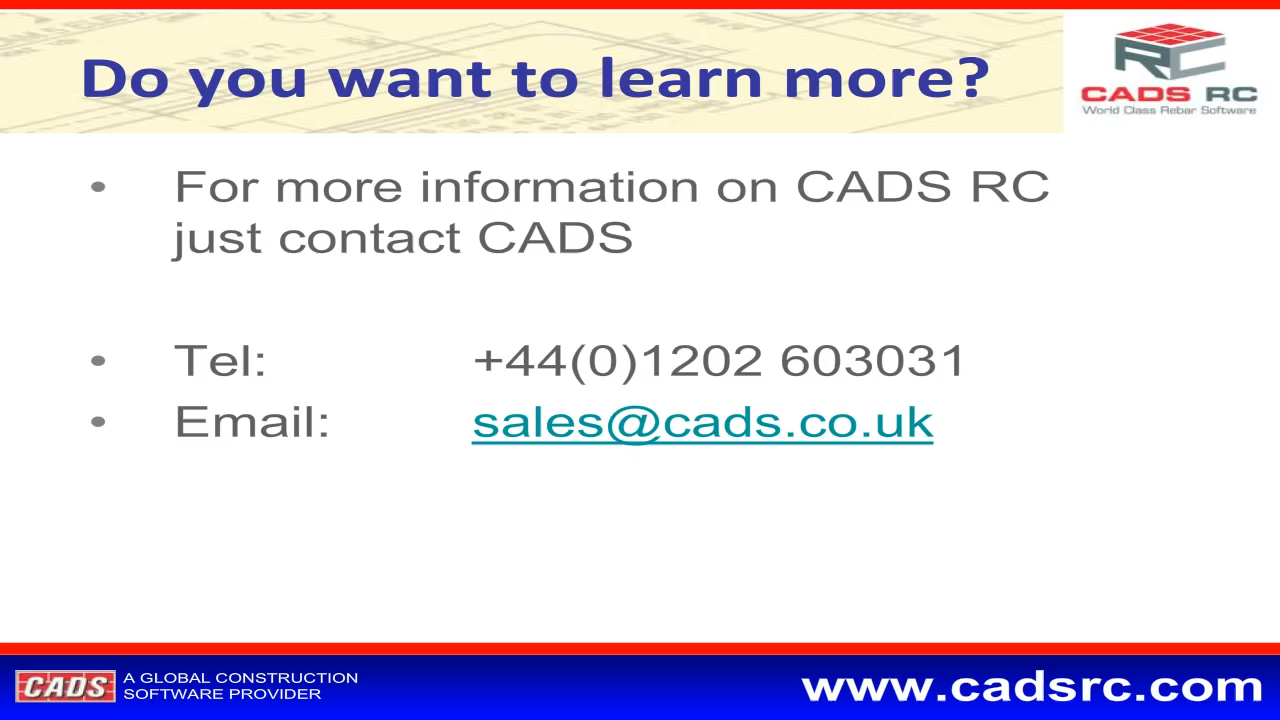 Do you want to learn more?
RC
CADS RC
World Class Rebar Software
• For more information on CADS RC
just contact CADS
• Tel: +44(0)1202 603031
• Email: sales@cads.co.uk
CADS
A GLOBAL CONSTRUCTION
SOFTWARE PROVIDER
www.cadsrc.com